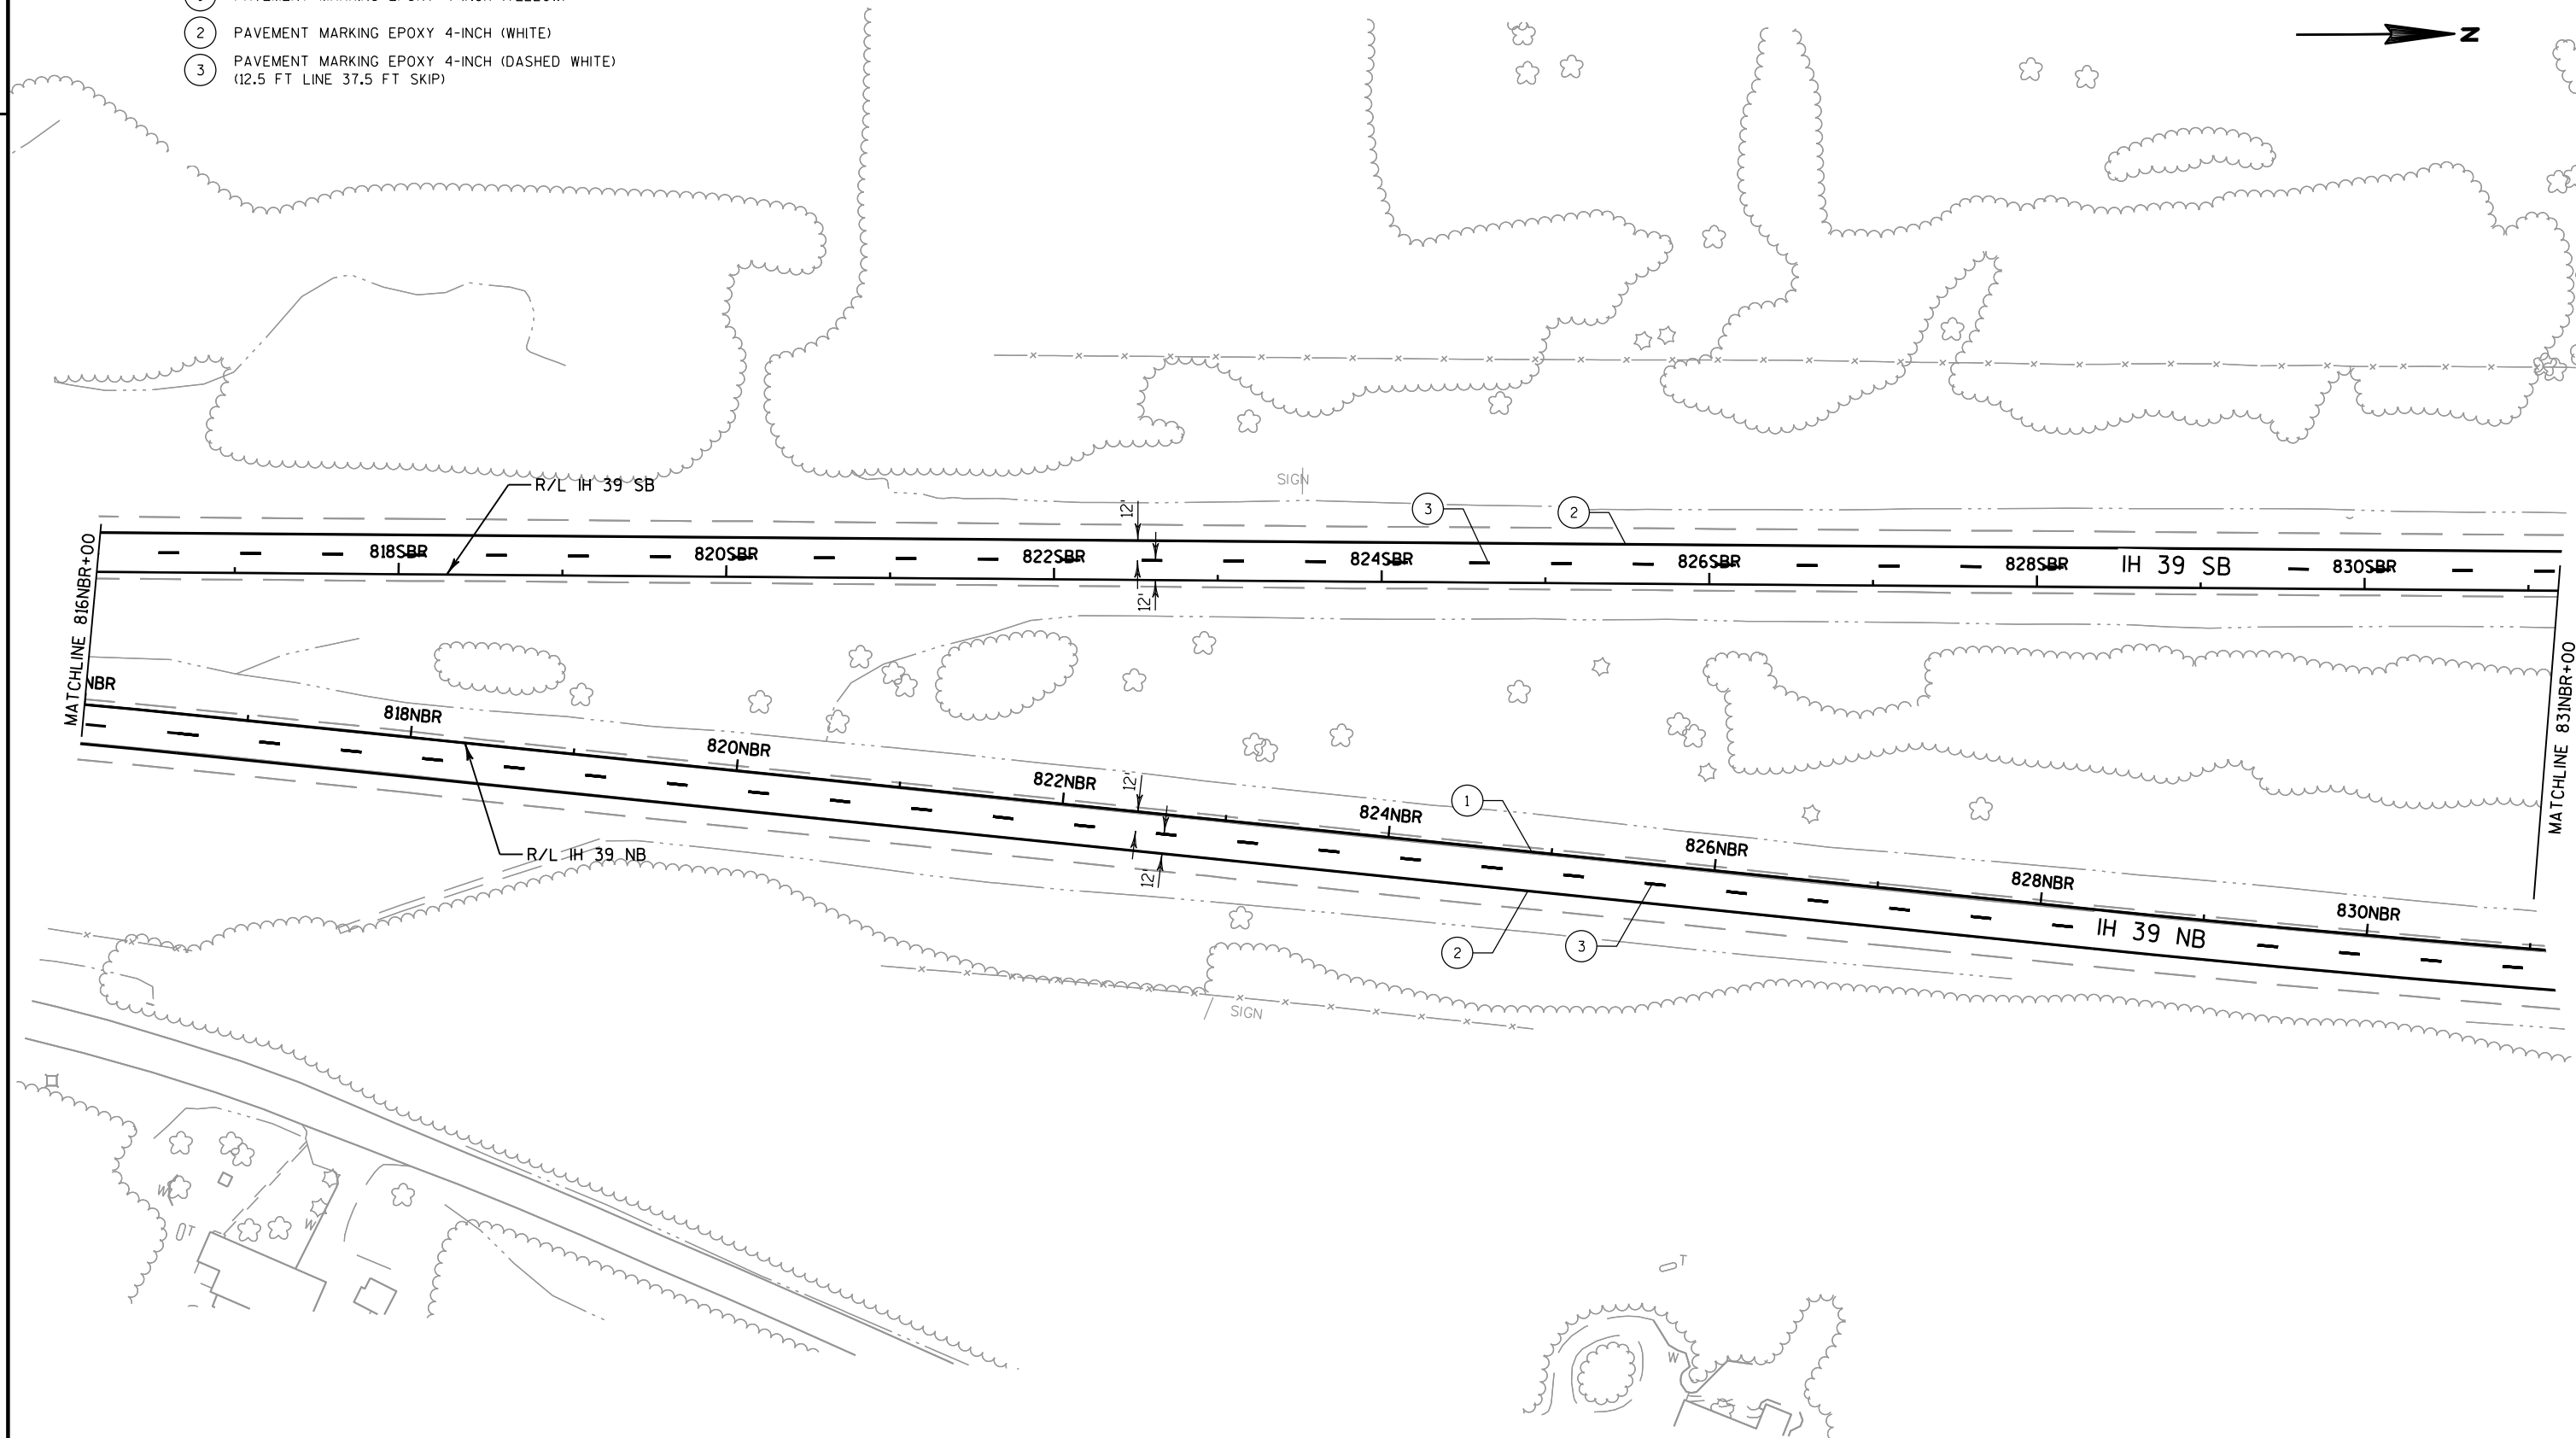 2 PAVEMENT MARKING EPOXY 4-INCH (WHITE)
3 PAVEMENT MARKING EPOXY 4-INCH (DASHED WHITE)
(12.5 FT LINE 37.5 FT SKIP)
N
SIGN
R/L IH 39 SB
12'
3
2
818SBR
820SBR
822SBR
824SBR
826SBR
828SBR
IH 39 SB
830SBR
12'
MATCHLINE 816NBR+00
MATCHLINE 831NBR+00
NBR
818NBR
820NBR
822NBR
12'
1
824NBR
826NBR
828NBR
830NBR
R/L IH 39 NB
12'
IH 39 NB
2
3
SIGN
W
T
W
T
W